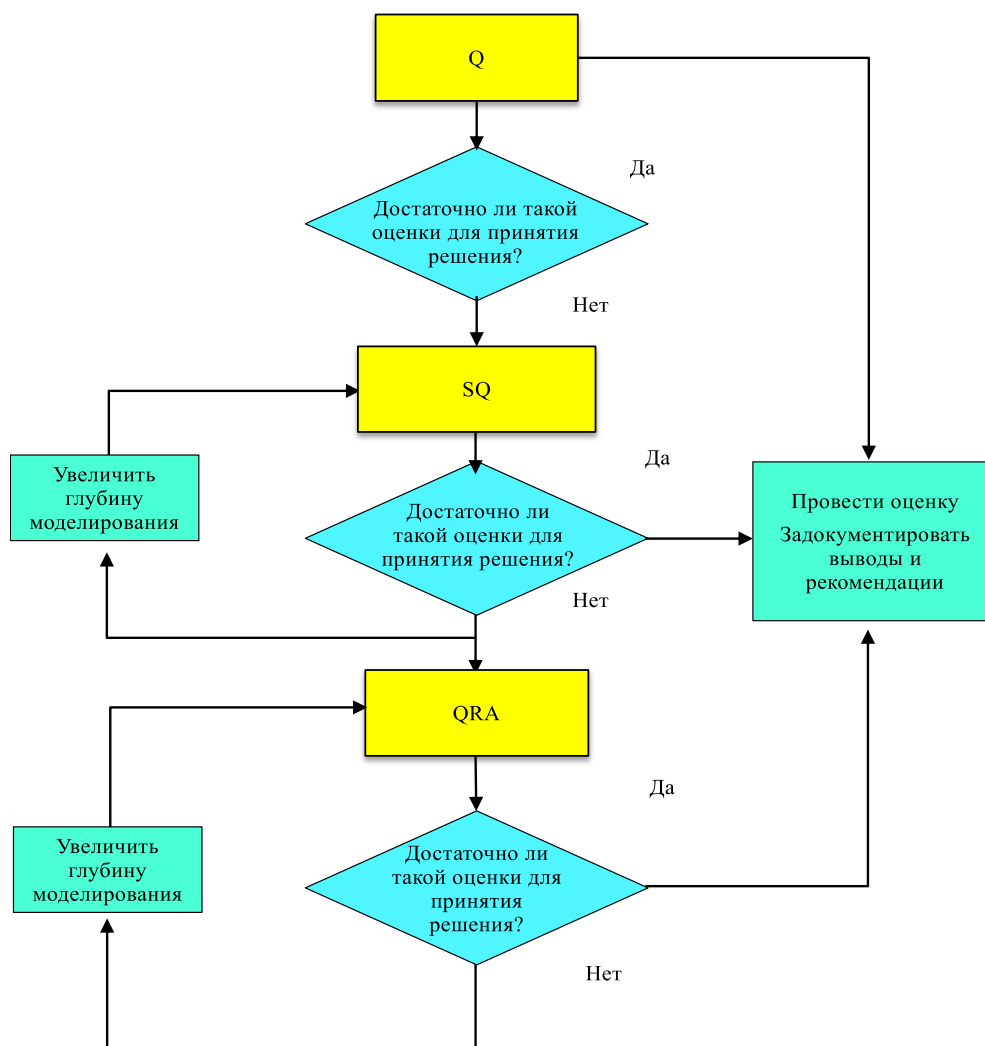 Q
Да
Достаточно ли такой
оценки для принятия
решения?
Нет
SQ
Да
Увеличить
глубину
моделирования
Достаточно ли
такой оценки для
принятия решения?
Провести оценку
Задокументировать
выводы и
рекомендации
Нет
QRA
Да
Увеличить
глубину
моделирования
Достаточно ли
такой оценки для
принятия
решения?
Нет